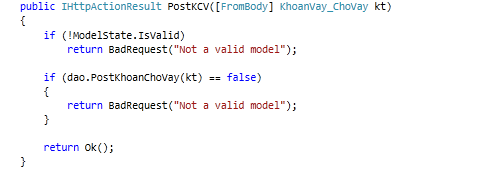 public IHttpActionResult PostKCV([FromBody] KhoanVay_ChoVay kt)
{
if (!ModelState.IsValid)
return BadRequest("Not a valid model");
if (dao.PostKhoanChoVay(kt) == false)
{
return BadRequest("Not a valid model");
}
return Ok();
}